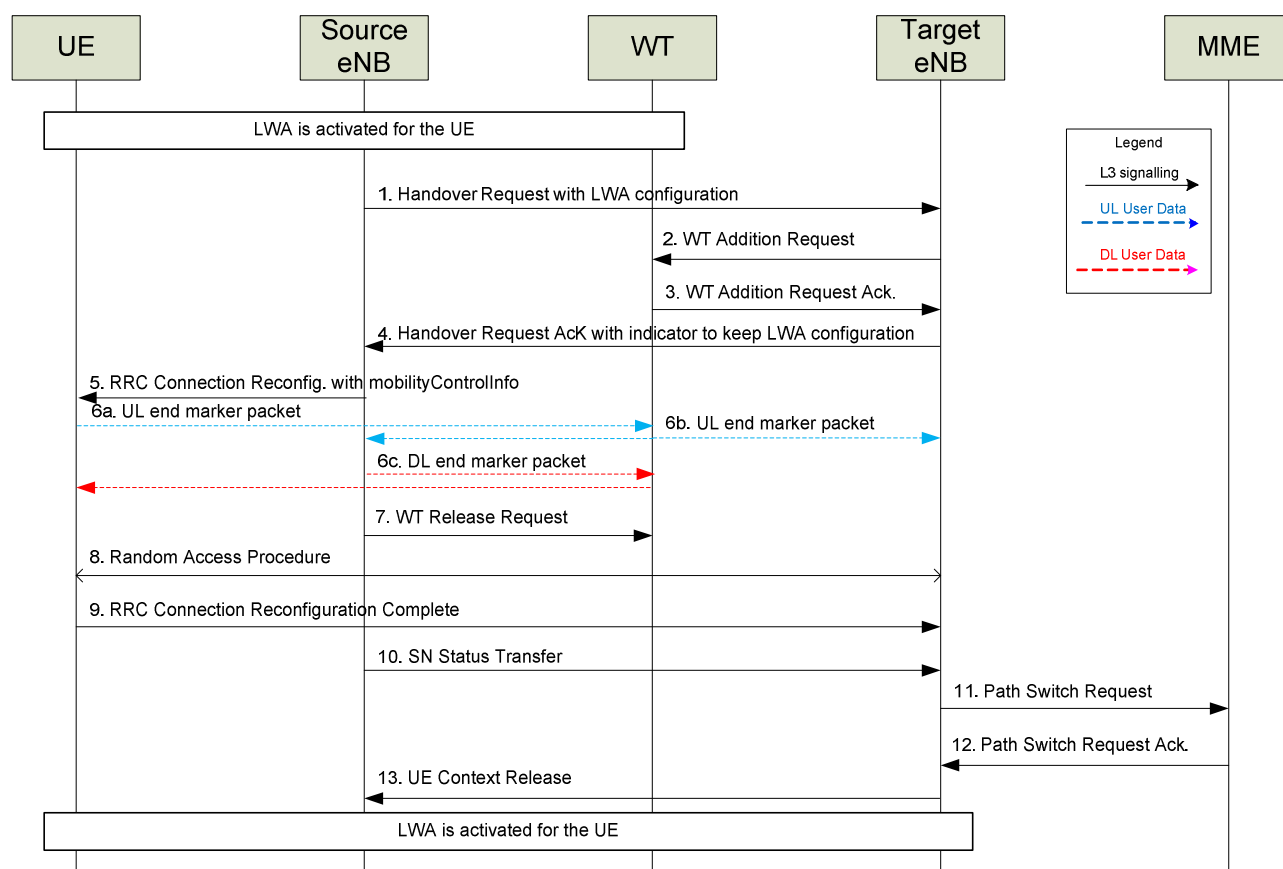 UE
Source
eNB
WT
Target
eNB
MME
LWA is activated for the UE
Legend
L3 signalling
UL User Data
DL User Data
1. Handover Request with LWA configuration
2. WT Addition Request
3. WT Addition Request Ack.
4. Handover Request AcK with indicator to keep LWA configuration
5. RRC Connection Reconfig. with mobilityControlInfo
6a. UL end marker packet
6b. UL end marker packet
6c. DL end marker packet
7. WT Release Request
8. Random Access Procedure
9. RRC Connection Reconfiguration Complete
10. SN Status Transfer
11. Path Switch Request
12. Path Switch Request Ack.
13. UE Context Release
LWA is activated for the UE